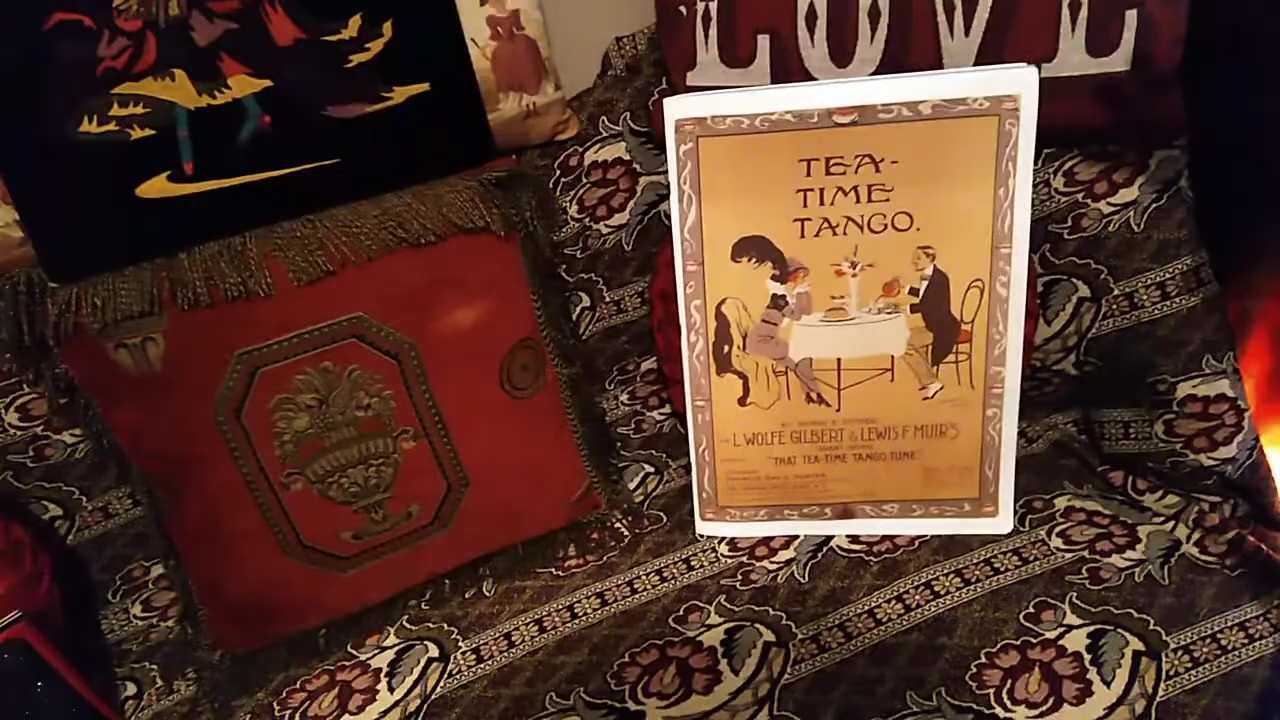 LOVE
TEA-
TIME
TANGO.
L. WOLFE GILBERT & LEWIS F. MUIR'S
"THAT TEA-TIME TANGO TUNE"